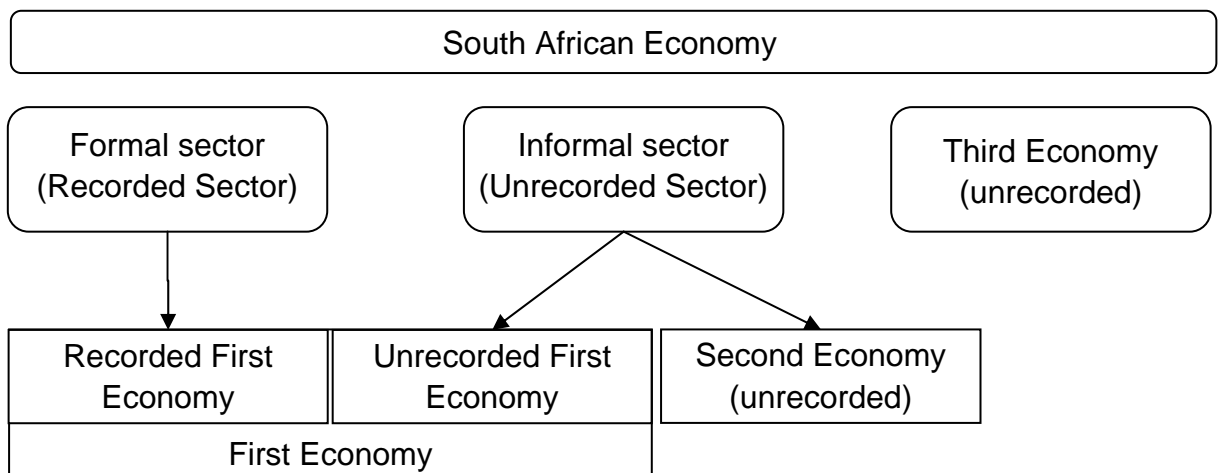 South African Economy
Formal sector
(Recorded Sector)
Informal sector
(Unrecorded Sector)
Third Economy
(unrecorded)
Recorded First
Economy
Unrecorded First
Economy
Second Economy
(unrecorded)
First Economy